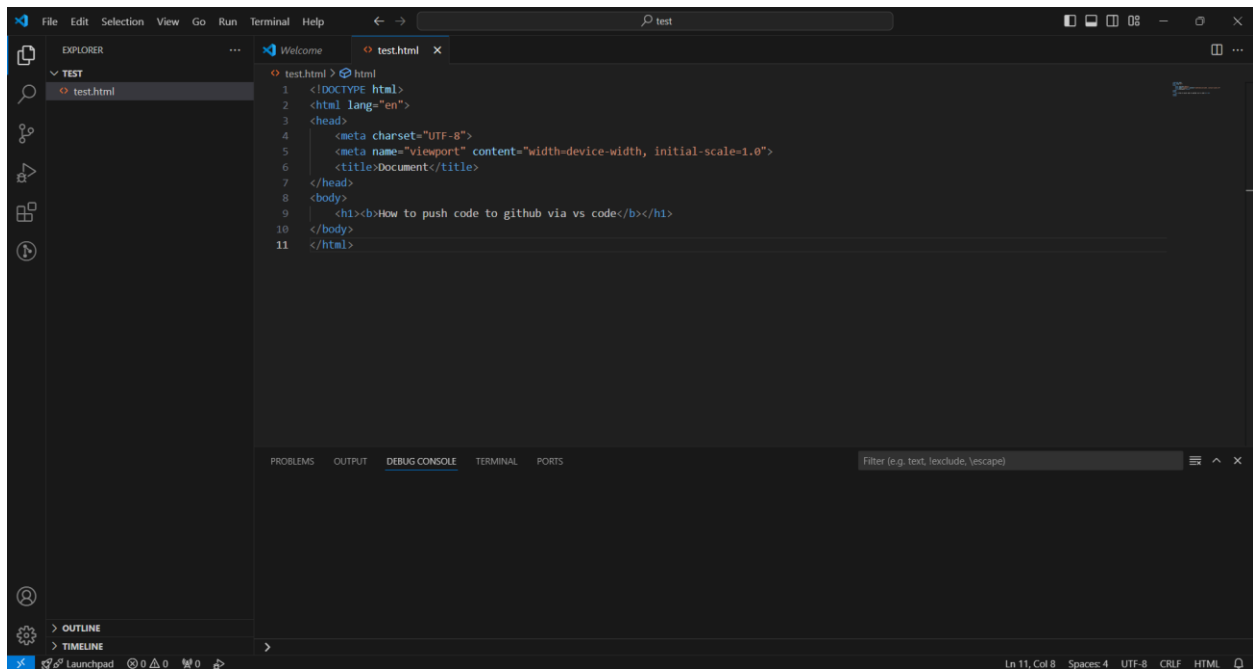 File Edit Selection View Go Run Terminal Help test
EXPLORER
TEST
test.html
OUTLINE
TIMELINE
Welcome test.html
test.html > html
1 <!DOCTYPE html>
2 <html lang="en">
3 <head>
4 <meta charset="UTF-8">
5 <meta name="viewport" content="width=device-width, initial-scale=1.0">
6 <title>Document</title>
7 </head>
8 <body>
9 <h1><b>How to push code to github via vs code</b></h1>
10 </body>
11 </html>
PROBLEMS OUTPUT DEBUG CONSOLE TERMINAL PORTS Filter (e.g. text, !exclude, \escape)
>
Launchpad 0 0 0 Ln 11, Col 8 Spaces: 4 UTF-8 CRLF HTML